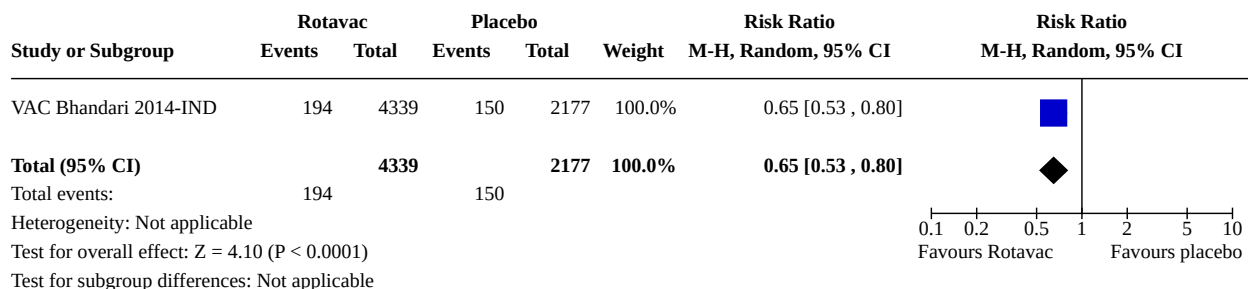 Rotavac Placebo Risk Ratio Risk Ratio
Study or Subgroup Events Total Events Total Weight M-H, Random, 95% CI M-H, Random, 95% CI
VAC Bhandari 2014-IND 194 4339 150 2177 100.0% 0.65 [0.53 , 0.80]
Total (95% CI) 4339 2177 100.0% 0.65 [0.53 , 0.80]
Total events: 194 150
Heterogeneity: Not applicable
0.1 0.2 0.5 1 2 5 10
Test for overall effect: Z = 4.10 (P < 0.0001)
Favours Rotavac Favours placebo
Test for subgroup differences: Not applicable